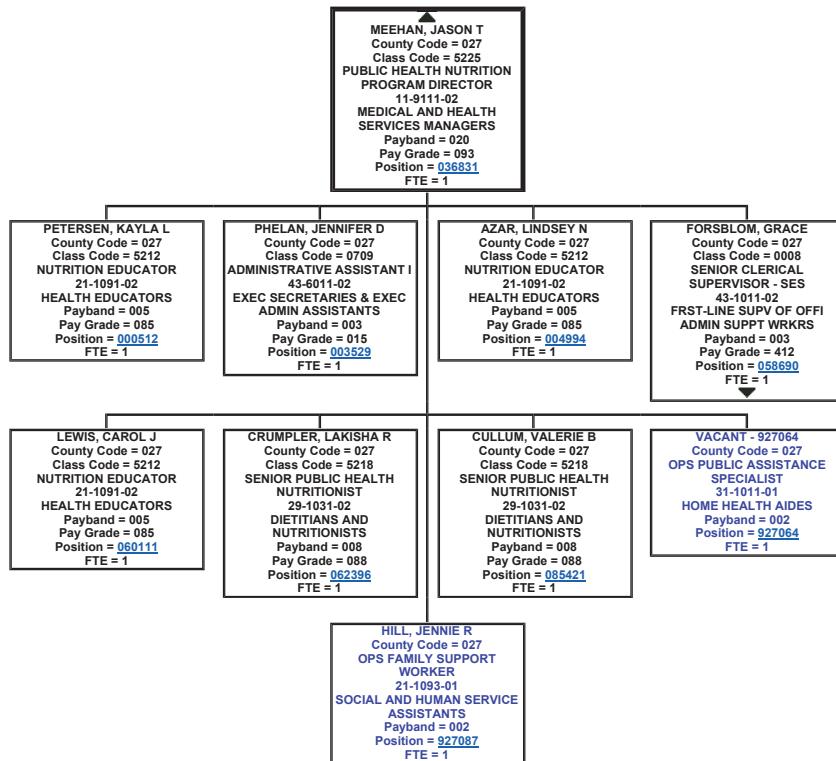 MEEHAN, JASON T
County Code = 027
Class Code = 5225
PUBLIC HEALTH NUTRITION
PROGRAM DIRECTOR
11-9111-02
MEDICAL AND HEALTH
SERVICES MANAGERS
Payband = 020
Pay Grade = 093
Position = 036831
FTE = 1
PETERSEN, KAYLA L
County Code = 027
Class Code = 5212
NUTRITION EDUCATOR
21-1091-02
HEALTH EDUCATORS
Payband = 005
Pay Grade = 085
Position = 000512
FTE = 1
PHELAN, JENNIFER D
County Code = 027
Class Code = 0709
ADMINISTRATIVE ASSISTANT I
43-6011-02
EXEC SECRETARIES & EXEC
ADMIN ASSISTANTS
Payband = 003
Pay Grade = 015
Position = 003529
FTE = 1
AZAR, LINDSEY N
County Code = 027
Class Code = 5212
NUTRITION EDUCATOR
21-1091-02
HEALTH EDUCATORS
Payband = 005
Pay Grade = 085
Position = 004994
FTE = 1
FORSBLOM, GRACE
County Code = 027
Class Code = 0008
SENIOR CLERICAL
SUPERVISOR - SES
43-1011-02
FRST-LINE SUPV OF OFFI
ADMIN SUPPT WRKRS
Payband = 003
Pay Grade = 412
Position = 058690
FTE = 1
LEWIS, CAROL J
County Code = 027
Class Code = 5212
NUTRITION EDUCATOR
21-1091-02
HEALTH EDUCATORS
Payband = 005
Pay Grade = 085
Position = 060111
FTE = 1
CRUMPLER, LAKISHA R
County Code = 027
Class Code = 5218
SENIOR PUBLIC HEALTH
NUTRITIONIST
29-1031-02
DIETITIANS AND
NUTRITIONISTS
Payband = 008
Pay Grade = 088
Position = 062396
FTE = 1
CULLUM, VALERIE B
County Code = 027
Class Code = 5218
SENIOR PUBLIC HEALTH
NUTRITIONIST
29-1031-02
DIETITIANS AND
NUTRITIONISTS
Payband = 008
Pay Grade = 088
Position = 085421
FTE = 1
VACANT - 927064
County Code = 027
OPS PUBLIC ASSISTANCE
SPECIALIST
31-1011-01
HOME HEALTH AIDES
Payband = 002
Position = 927064
FTE = 1
HILL, JENNIE R
County Code = 027
OPS FAMILY SUPPORT
WORKER
21-1093-01
SOCIAL AND HUMAN SERVICE
ASSISTANTS
Payband = 002
Position = 927087
FTE = 1